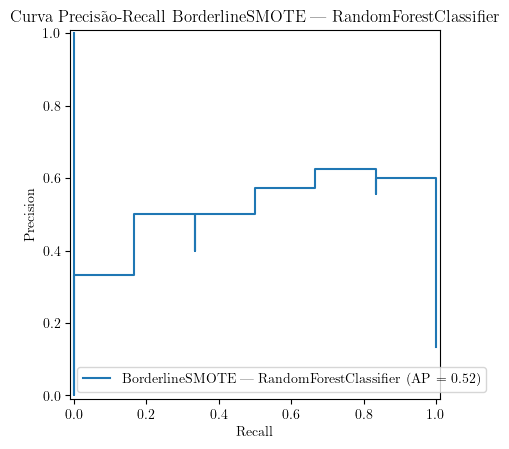 Curva Precisão-Recall BorderlineSMOTE — RandomForestClassifier
1.0
0.8
0.6
0.4
0.2
0.0
Precision
BorderlineSMOTE — RandomForestClassifier (AP = 0.52)
0.0 0.2 0.4 0.6 0.8 1.0
Recall